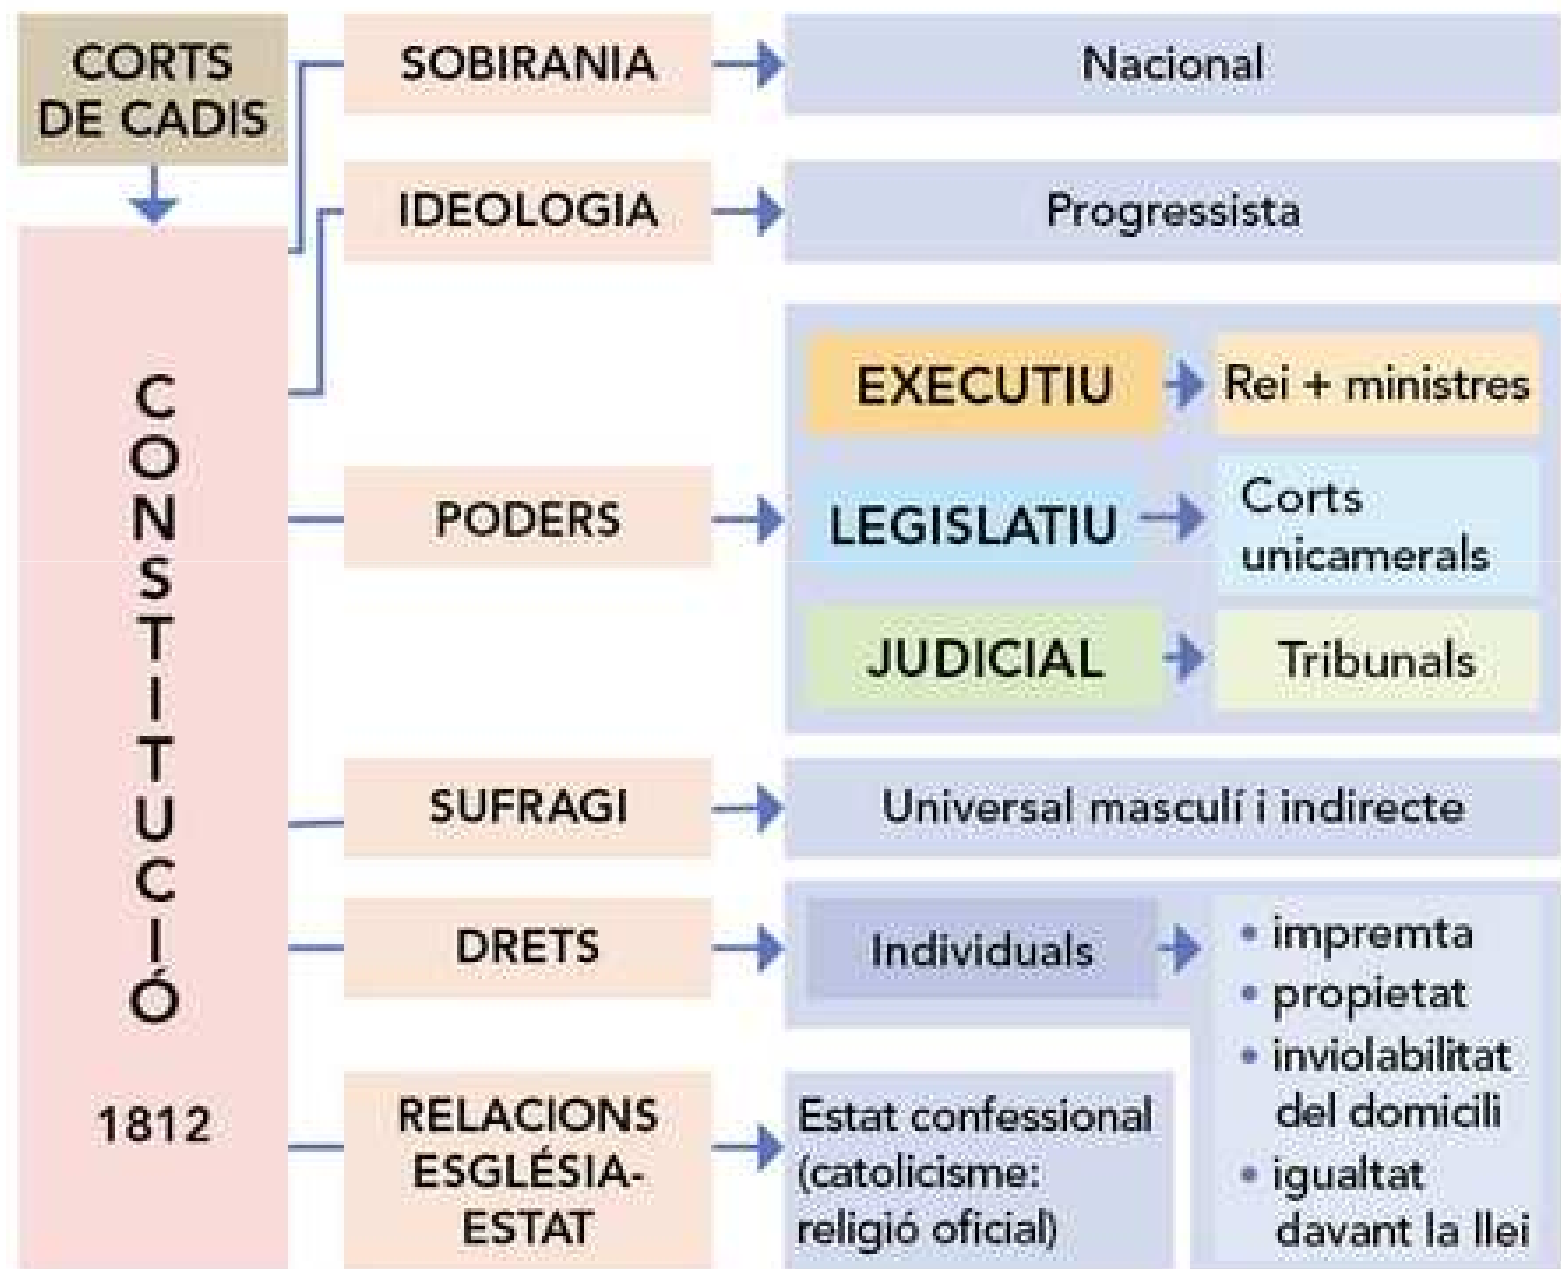 CORTS
DE CADIS
CONSTITUCIÓ
1812
SOBIRANIA
Nacional
IDEOLOGIA
Progressista
PODERS
EXECUTIU
Rei + ministres
LEGISLATIU
Corts
unicamerals
JUDICIAL
Tribunals
SUFRAGI
Universal masculí i indirecte
DRETS
Individuals
• impremta
• propietat
• inviolabilitat
del domicili
• igualtat
davant la llei
RELACIONS
ESGLÉSIA-
ESTAT
Estat confessional
(catolicisme:
religió oficial)